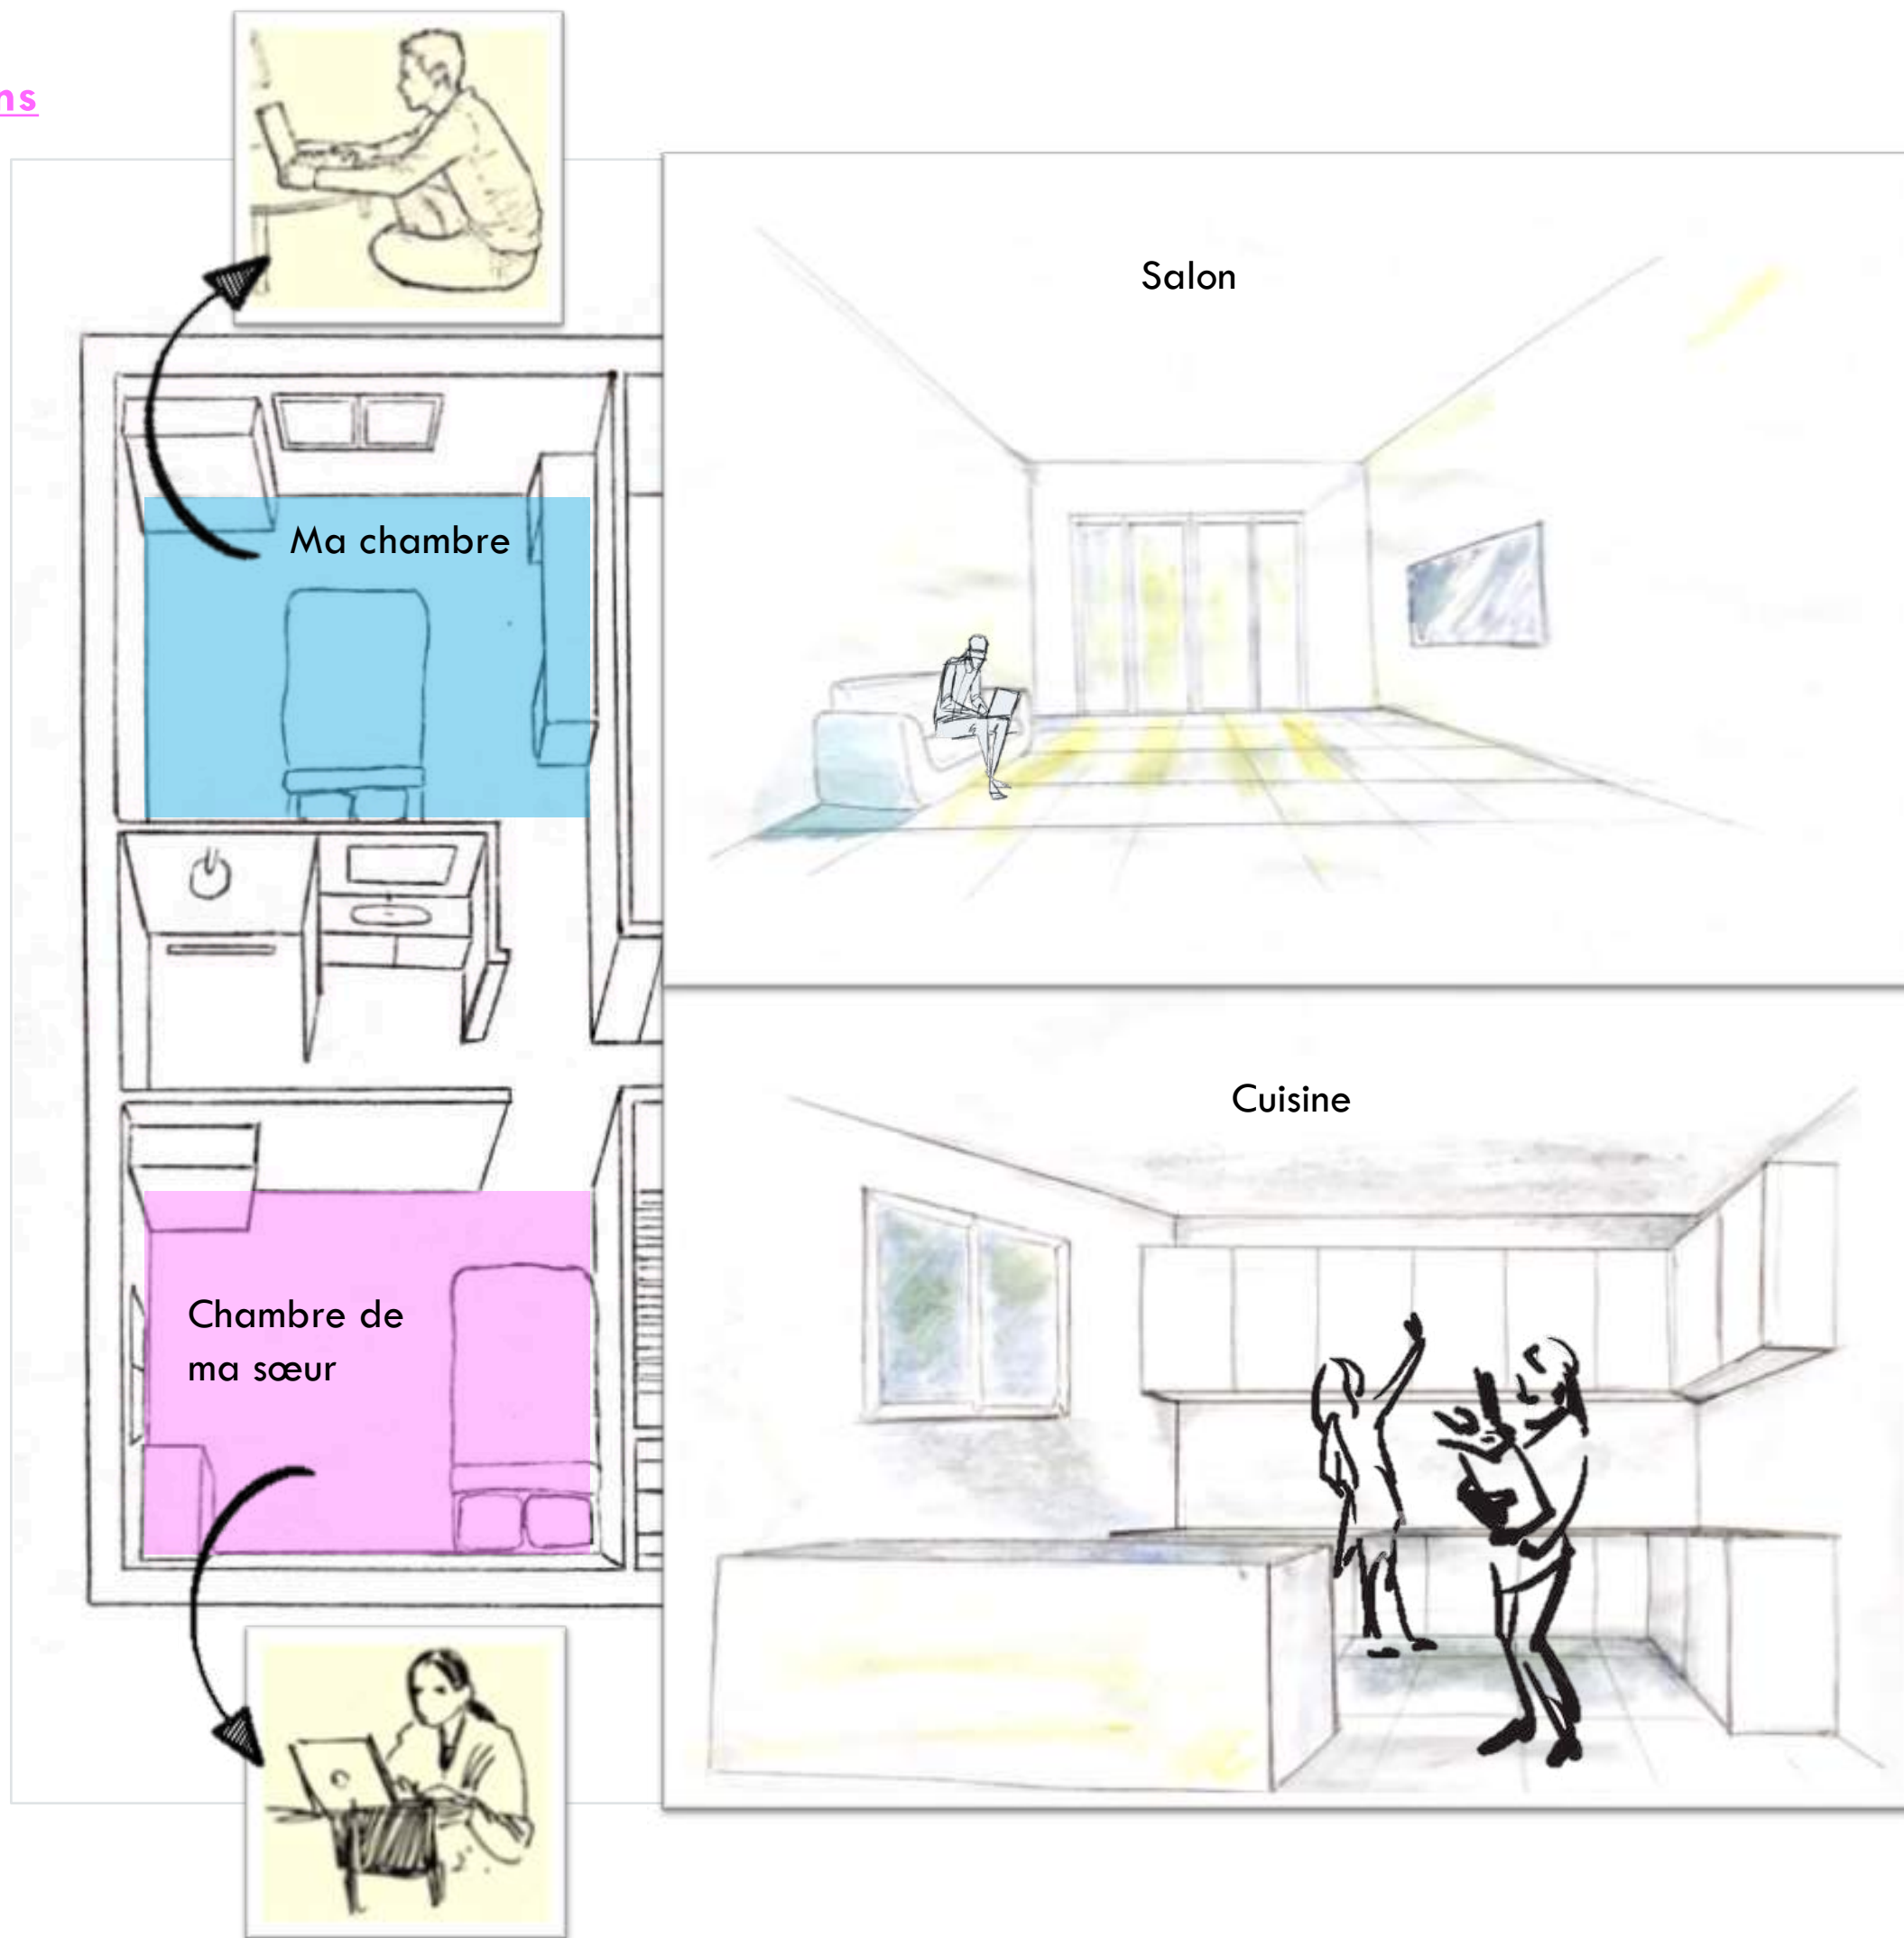 ns
Salon
Ma chambre
Cuisine
Chambre de
ma sœur